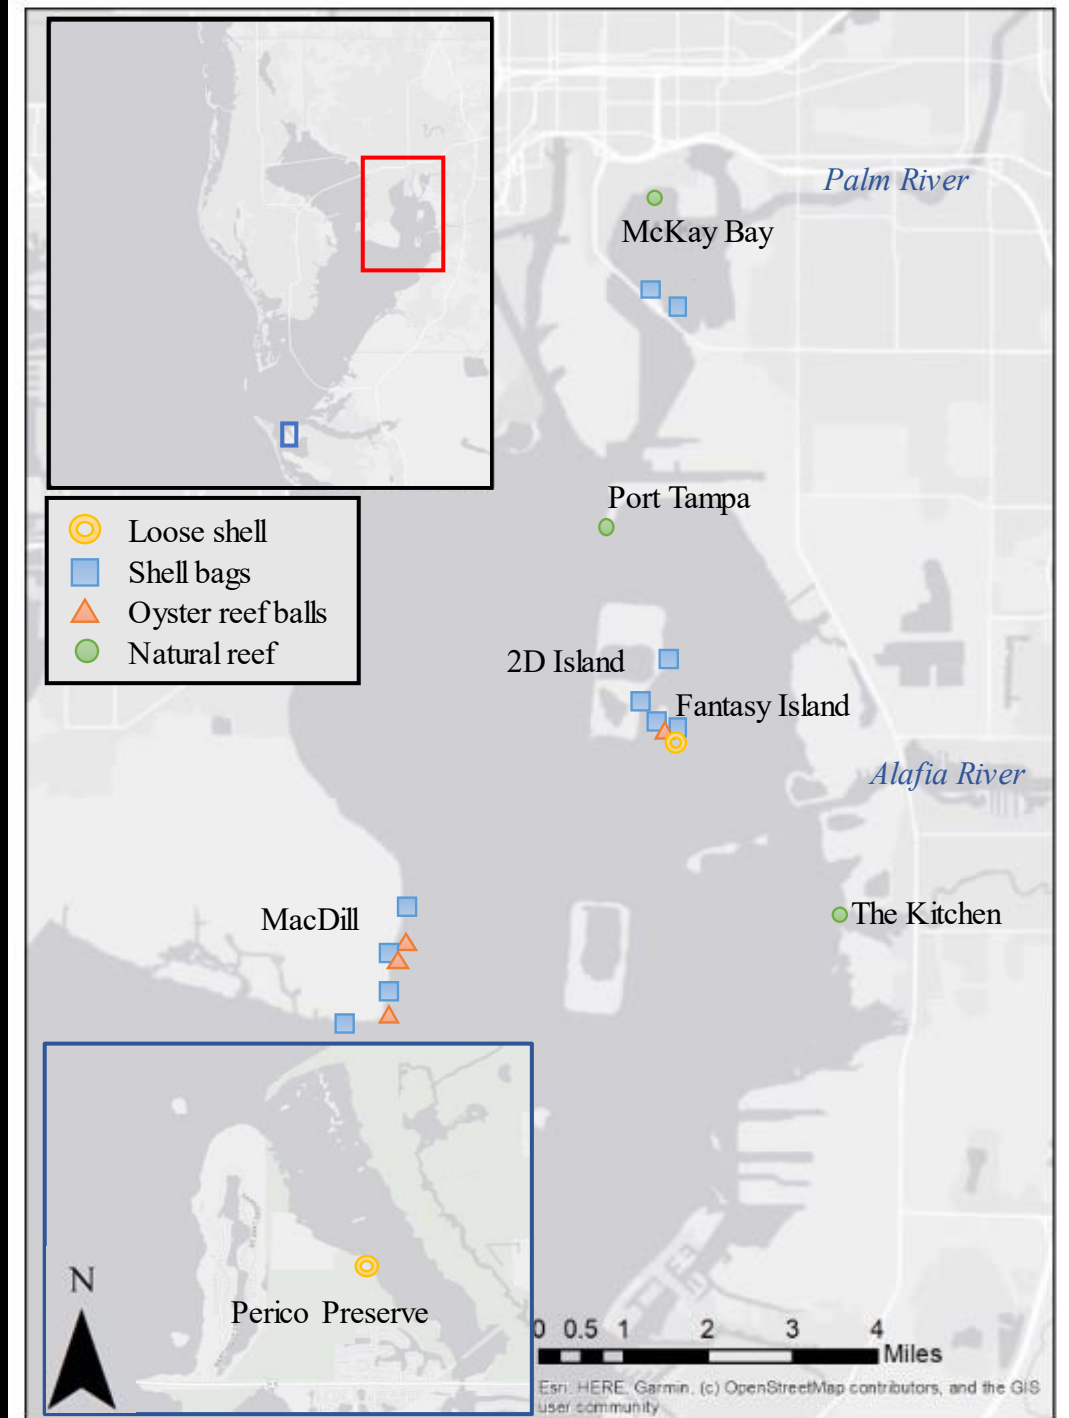 Palm River
McKay Bay
Port Tampa
Loose shell
Shell bags
Oyster reef balls
Natural reef
2D Island
Fantasy Island
Alafia River
MacDill
The Kitchen
N
Perico Preserve
0 0.5 1 2 3 4
Miles
Esri, HERE, Garmin, (c) OpenStreetMap contributors, and the GIS
user community